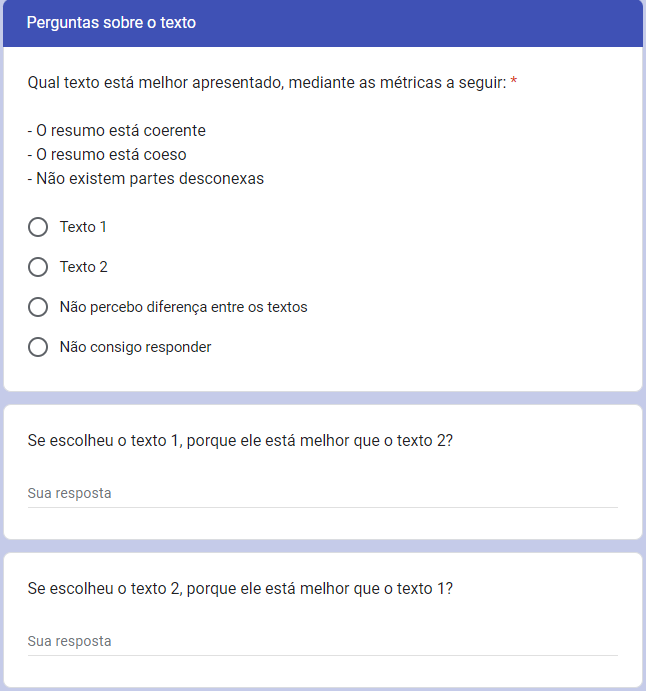 Perguntas sobre o texto
Qual texto está melhor apresentado, mediante as métricas a seguir: *
- O resumo está coerente
- O resumo está coeso
- Não existem partes desconexas
Texto 1
Texto 2
Não percebo diferença entre os textos
Não consigo responder
Se escolheu o texto 1, porque ele está melhor que o texto 2?
Sua resposta
Se escolheu o texto 2, porque ele está melhor que o texto 1?
Sua resposta